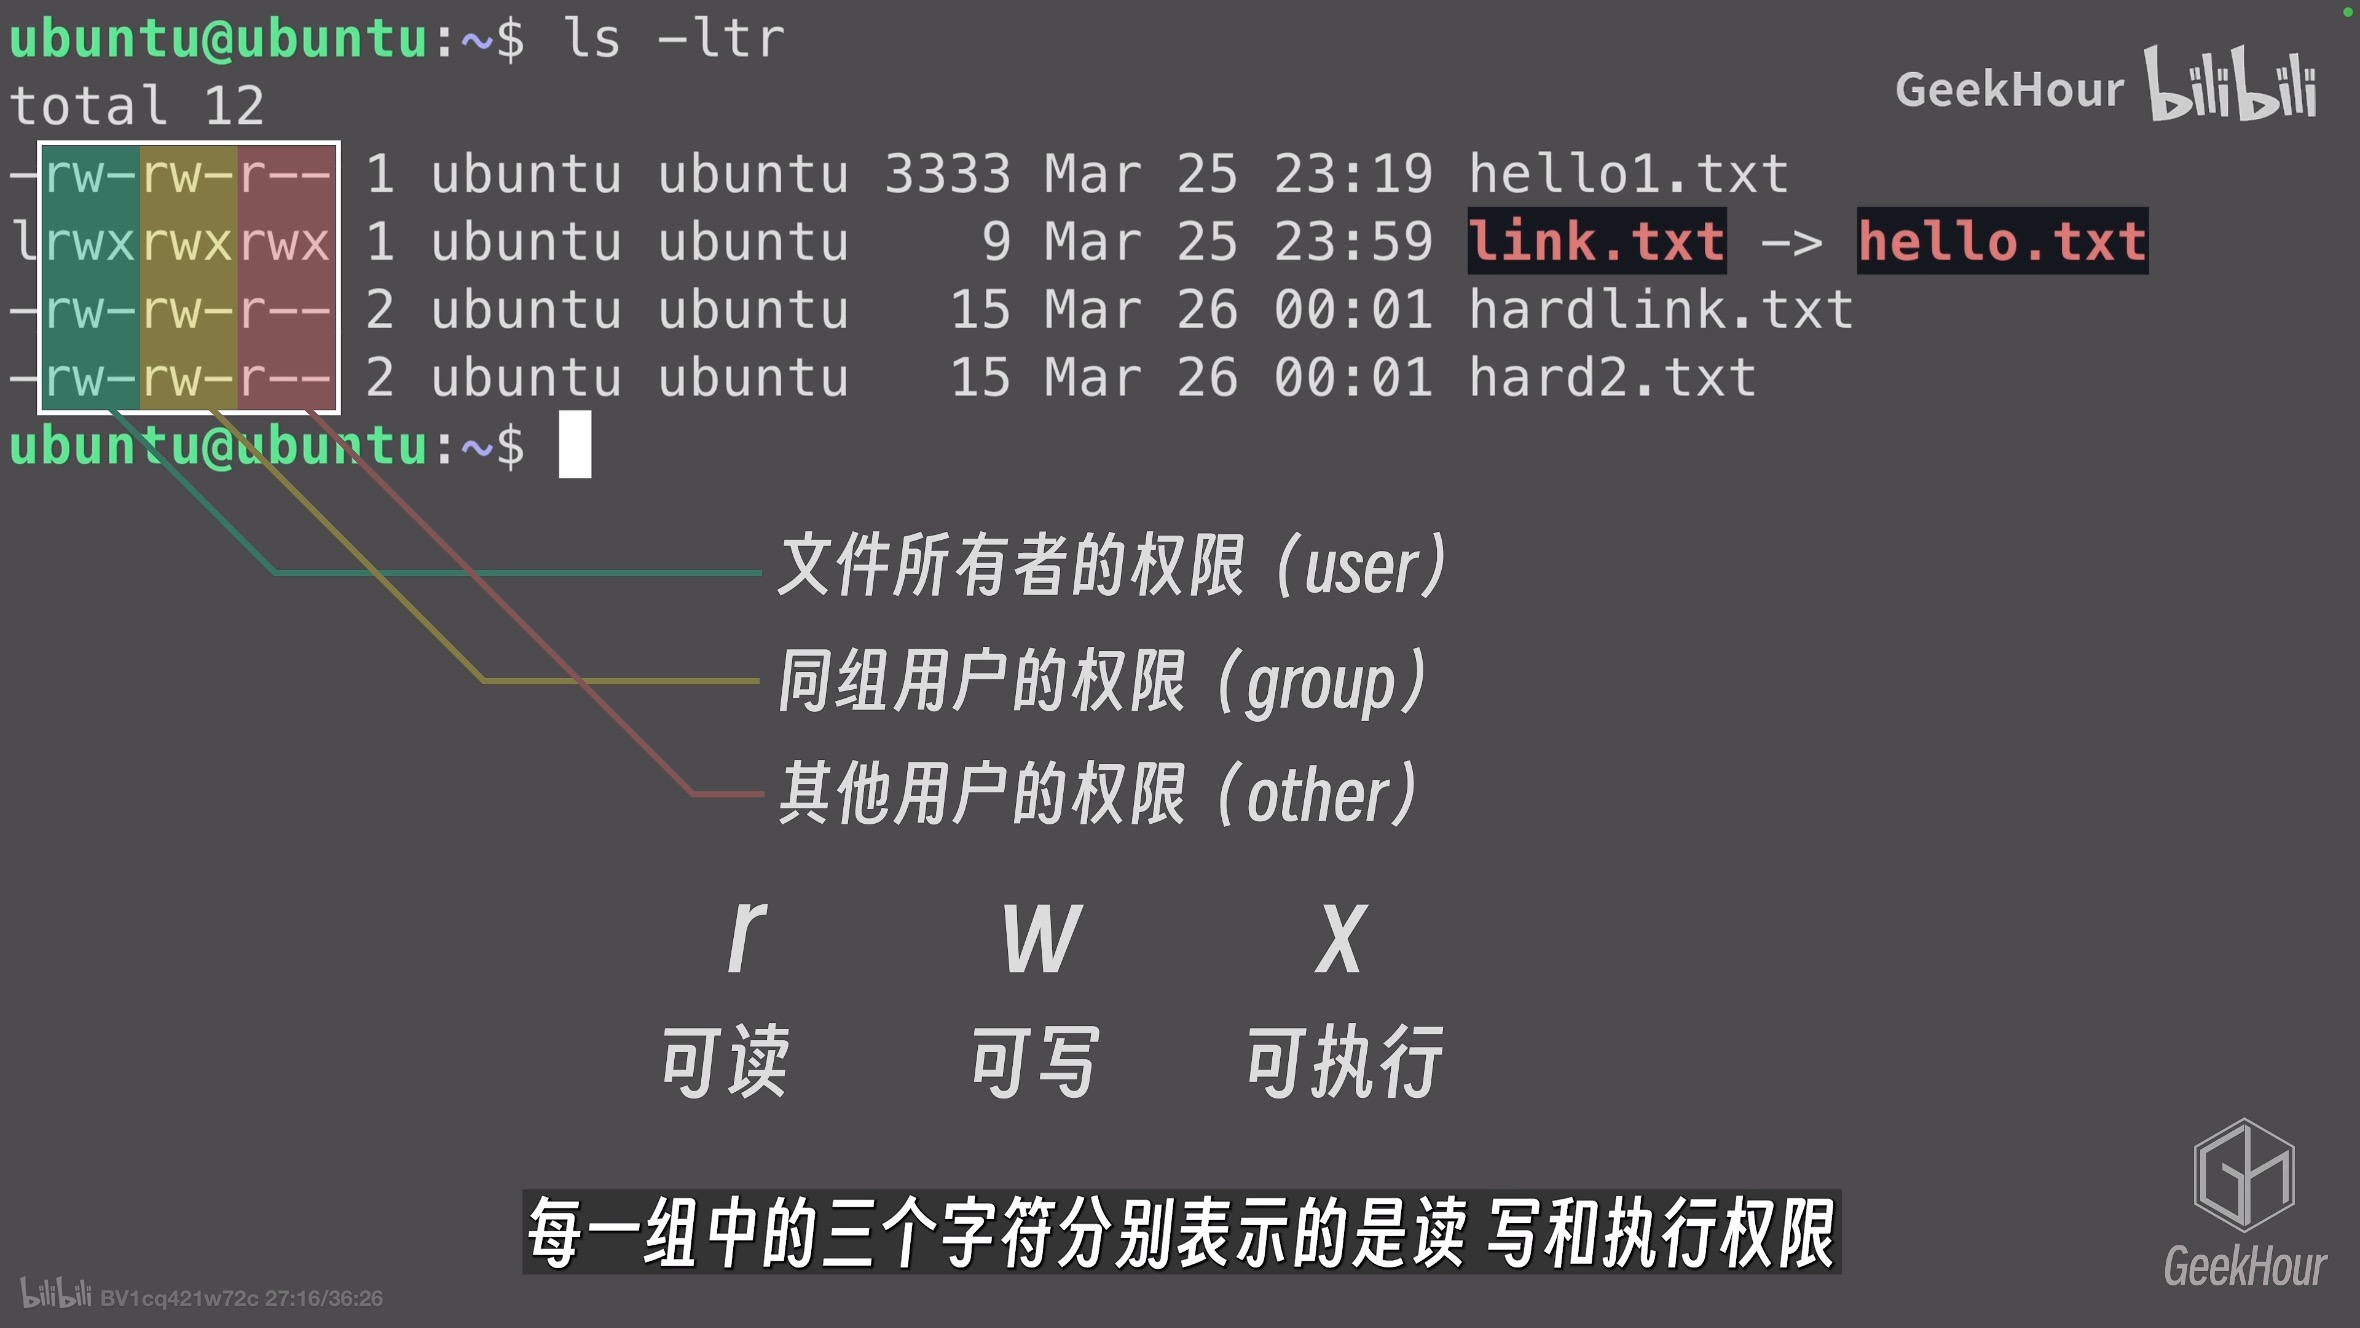 ubuntu@ubuntu:~$ ls -ltr
GeekHour bilibili
total 12
-rw-rw-r-- 1 ubuntu ubuntu 3333 Mar 25 23:19 hello1.txt
lrwxrwxrwx 1 ubuntu ubuntu    9 Mar 25 23:59 link.txt -> hello.txt
-rw-rw-r-- 2 ubuntu ubuntu   15 Mar 26 00:01 hardlink.txt
-rw-rw-r-- 2 ubuntu ubuntu   15 Mar 26 00:01 hard2.txt
ubuntu@ubuntu:~$
文件所有者的权限（user）
同组用户的权限（group）
其他用户的权限（other）
r w x
可读 可写 可执行
每一组中的三个字符分别表示的是读 写和执行权限
GeekHour
bilibili BV1cq421w72c 27:16/36:26